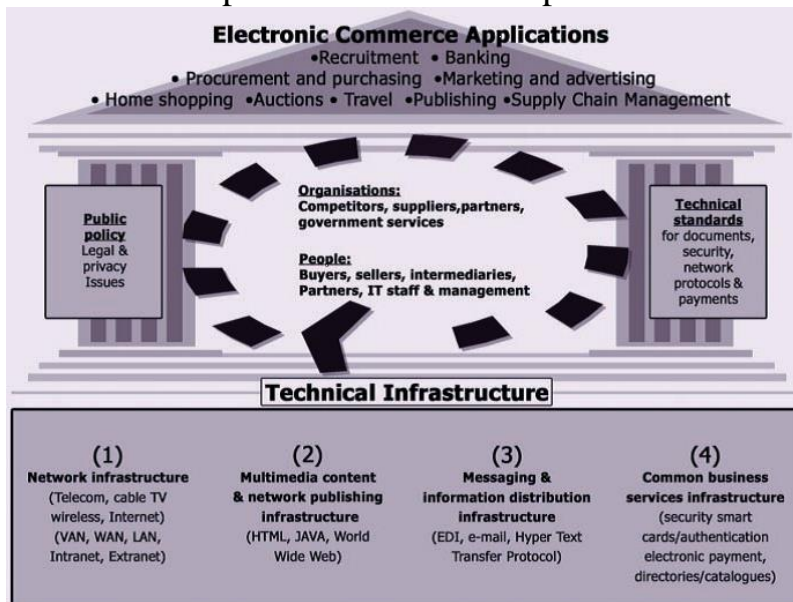 Electronic Commerce Applications
•Recruitment • Banking
• Procurement and purchasing •Marketing and advertising
• Home shopping •Auctions • Travel •Publishing •Supply Chain Management
Public
policy
Legal &
privacy
Issues
Organisations:
Competitors, suppliers,partners,
government services
People:
Buyers, sellers, intermediaries,
Partners, IT staff & management
Technical
standards
for documents,
security,
network
protocols &
payments
Technical Infrastructure
(1)
Network infrastructure
(Telecom, cable TV
wireless, Internet)
(VAN, WAN, LAN,
Intranet, Extranet)
(2)
Multimedia content
& network publishing
infrastructure
(HTML, JAVA, World
Wide Web)
(3)
Messaging &
information distribution
infrastructure
(EDI, e-mail, Hyper Text
Transfer Protocol)
(4)
Common business
services infrastructure
(security smart
cards/authentication
electronic payment,
directories/catalogues)